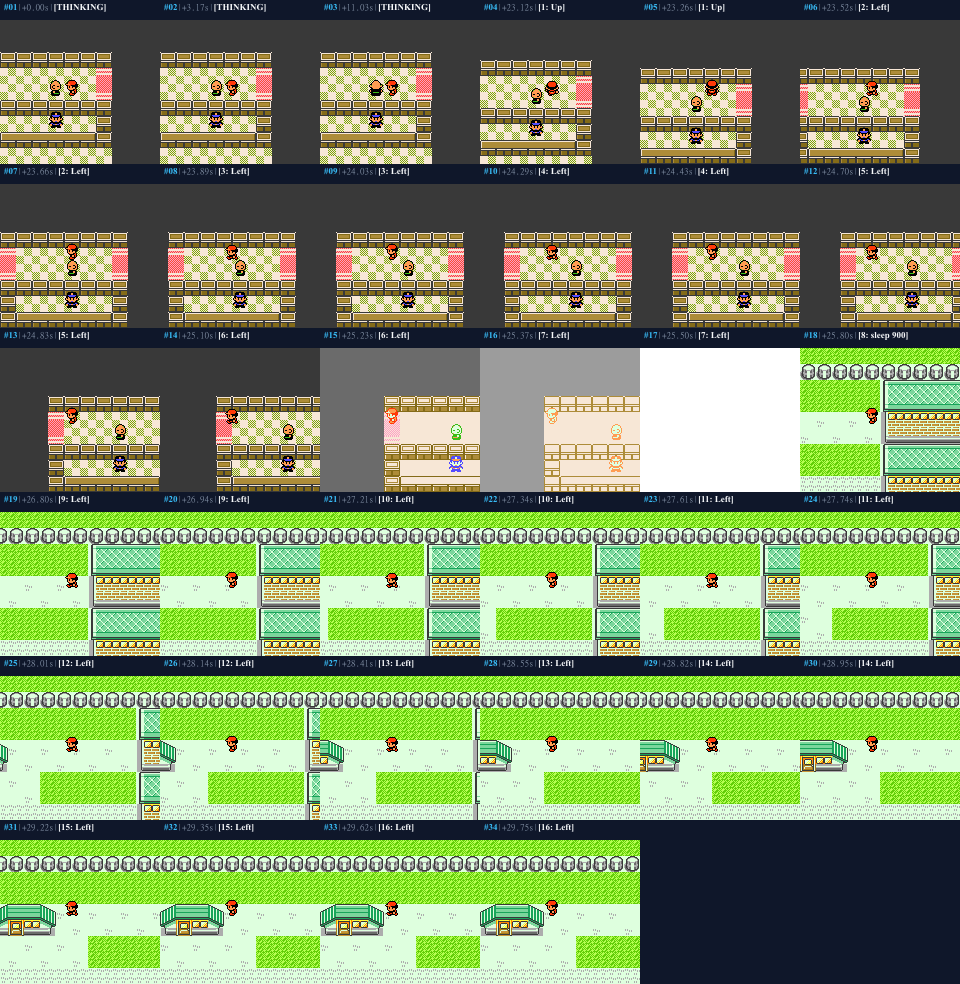 #01|+0.00s|[THINKING]
#02|+3.17s|[THINKING]
#03|+11.03s|[THINKING]
#04|+23.12s|[1: Up]
#05|+23.26s|[1: Up]
#06|+23.52s|[2: Left]
#07|+23.66s|[2: Left]
#08|+23.89s|[3: Left]
#09|+24.03s|[3: Left]
#10|+24.29s|[4: Left]
#11|+24.43s|[4: Left]
#12|+24.70s|[5: Left]
#13|+24.83s|[5: Left]
#14|+25.10s|[6: Left]
#15|+25.23s|[6: Left]
#16|+25.37s|[7: Left]
#17|+25.50s|[7: Left]
#18|+25.80s|[8: sleep 900]
#19|+26.80s|[9: Left]
#20|+26.94s|[9: Left]
#21|+27.21s|[10: Left]
#22|+27.34s|[10: Left]
#23|+27.61s|[11: Left]
#24|+27.74s|[11: Left]
#25|+28.01s|[12: Left]
#26|+28.14s|[12: Left]
#27|+28.41s|[13: Left]
#28|+28.55s|[13: Left]
#29|+28.82s|[14: Left]
#30|+28.95s|[14: Left]
#31|+29.22s|[15: Left]
#32|+29.35s|[15: Left]
#33|+29.62s|[16: Left]
#34|+29.75s|[16: Left]